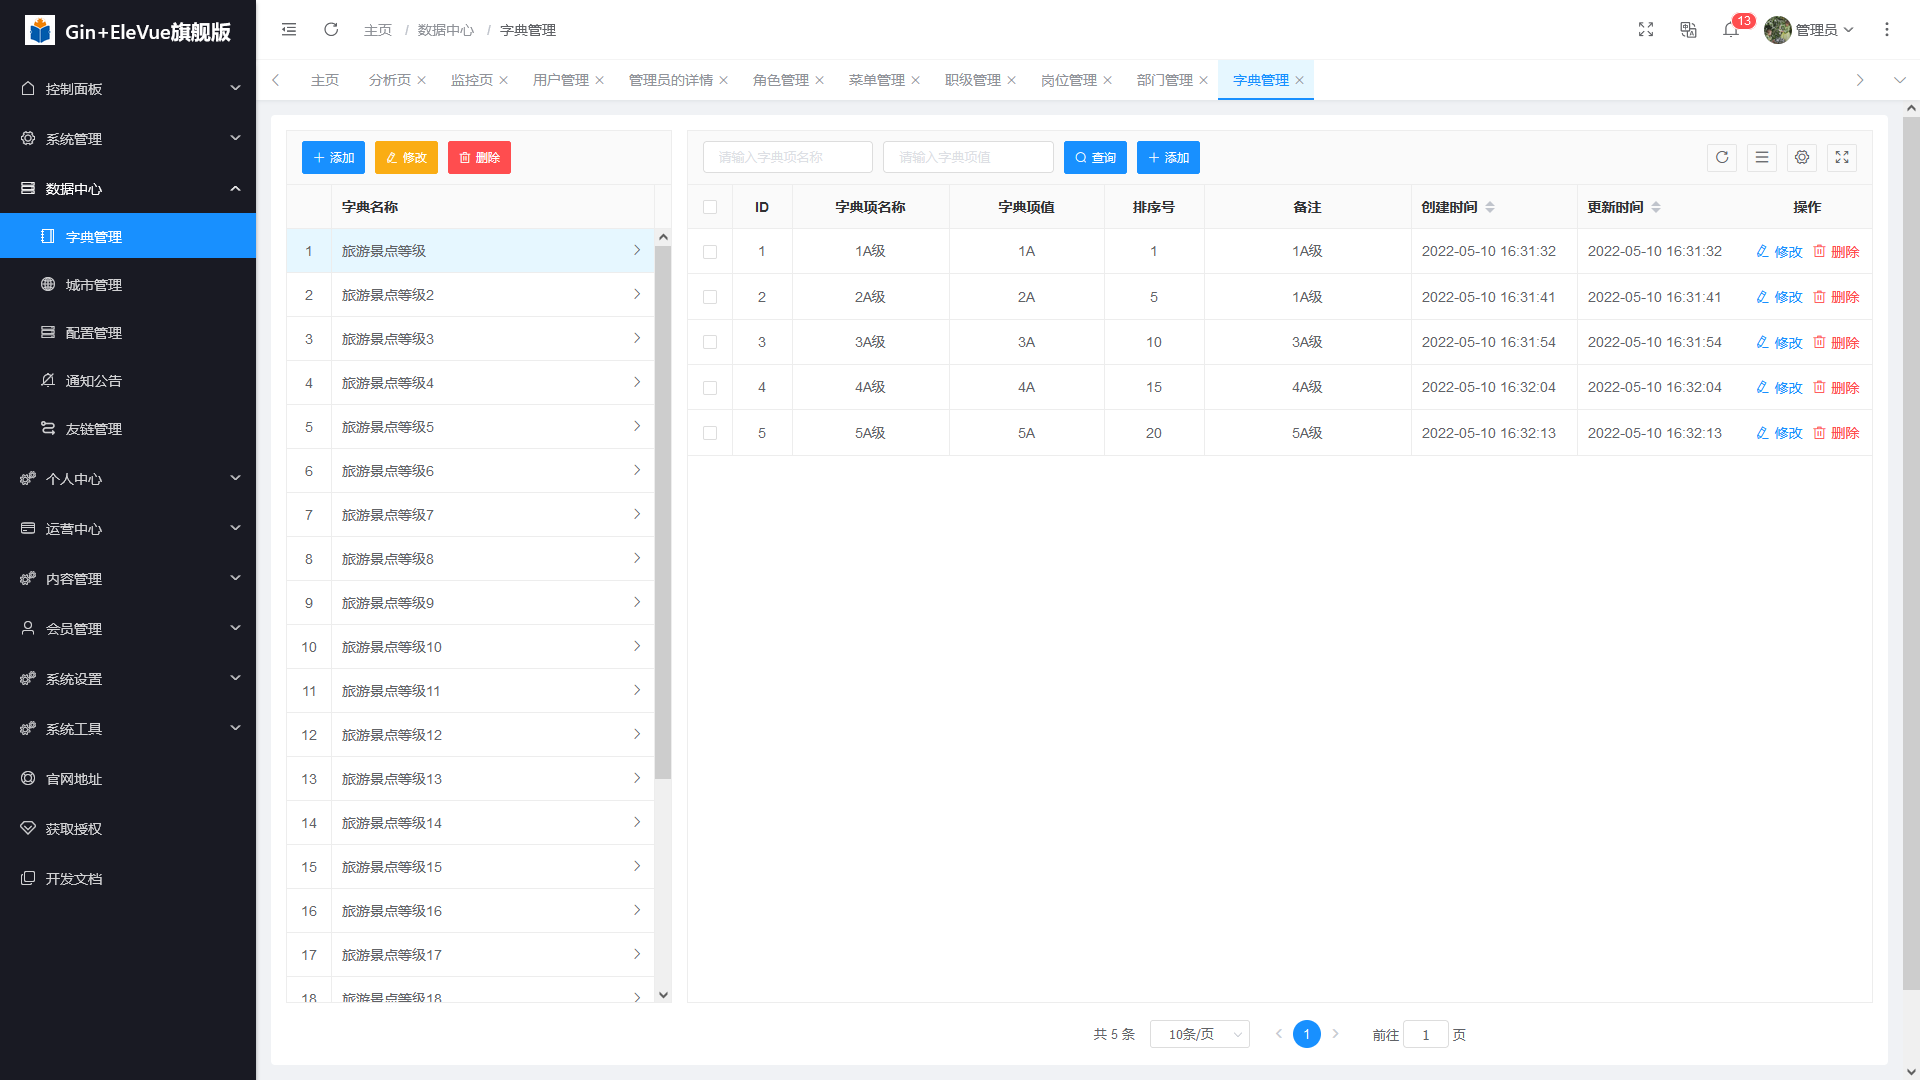 Gin+EleVue旗舰版
控制面板
系统管理
数据中心
字典管理
城市管理
配置管理
通知公告
友链管理
个人中心
运营中心
内容管理
会员管理
系统设置
系统工具
官网地址
获取授权
开发文档
主页 / 数据中心 / 字典管理
13
管理员
主页 分析页 监控页 用户管理 管理员的详情 角色管理 菜单管理 职级管理 岗位管理 部门管理 字典管理
添加 修改 删除
字典名称
1 旅游景点等级
2 旅游景点等级2
3 旅游景点等级3
4 旅游景点等级4
5 旅游景点等级5
6 旅游景点等级6
7 旅游景点等级7
8 旅游景点等级8
9 旅游景点等级9
10 旅游景点等级10
11 旅游景点等级11
12 旅游景点等级12
13 旅游景点等级13
14 旅游景点等级14
15 旅游景点等级15
16 旅游景点等级16
17 旅游景点等级17
18 旅游景点等级18
请输入字典项名称 请输入字典项值 查询 添加
ID 字典项名称 字典项值 排序号 备注 创建时间 更新时间 操作
1 1A级 1A 1 1A级 2022-05-10 16:31:32 2022-05-10 16:31:32 修改 删除
2 2A级 2A 5 1A级 2022-05-10 16:31:41 2022-05-10 16:31:41 修改 删除
3 3A级 3A 10 3A级 2022-05-10 16:31:54 2022-05-10 16:31:54 修改 删除
4 4A级 4A 15 4A级 2022-05-10 16:32:04 2022-05-10 16:32:04 修改 删除
5 5A级 5A 20 5A级 2022-05-10 16:32:13 2022-05-10 16:32:13 修改 删除
共 5 条 10条/页 1 前往 1 页